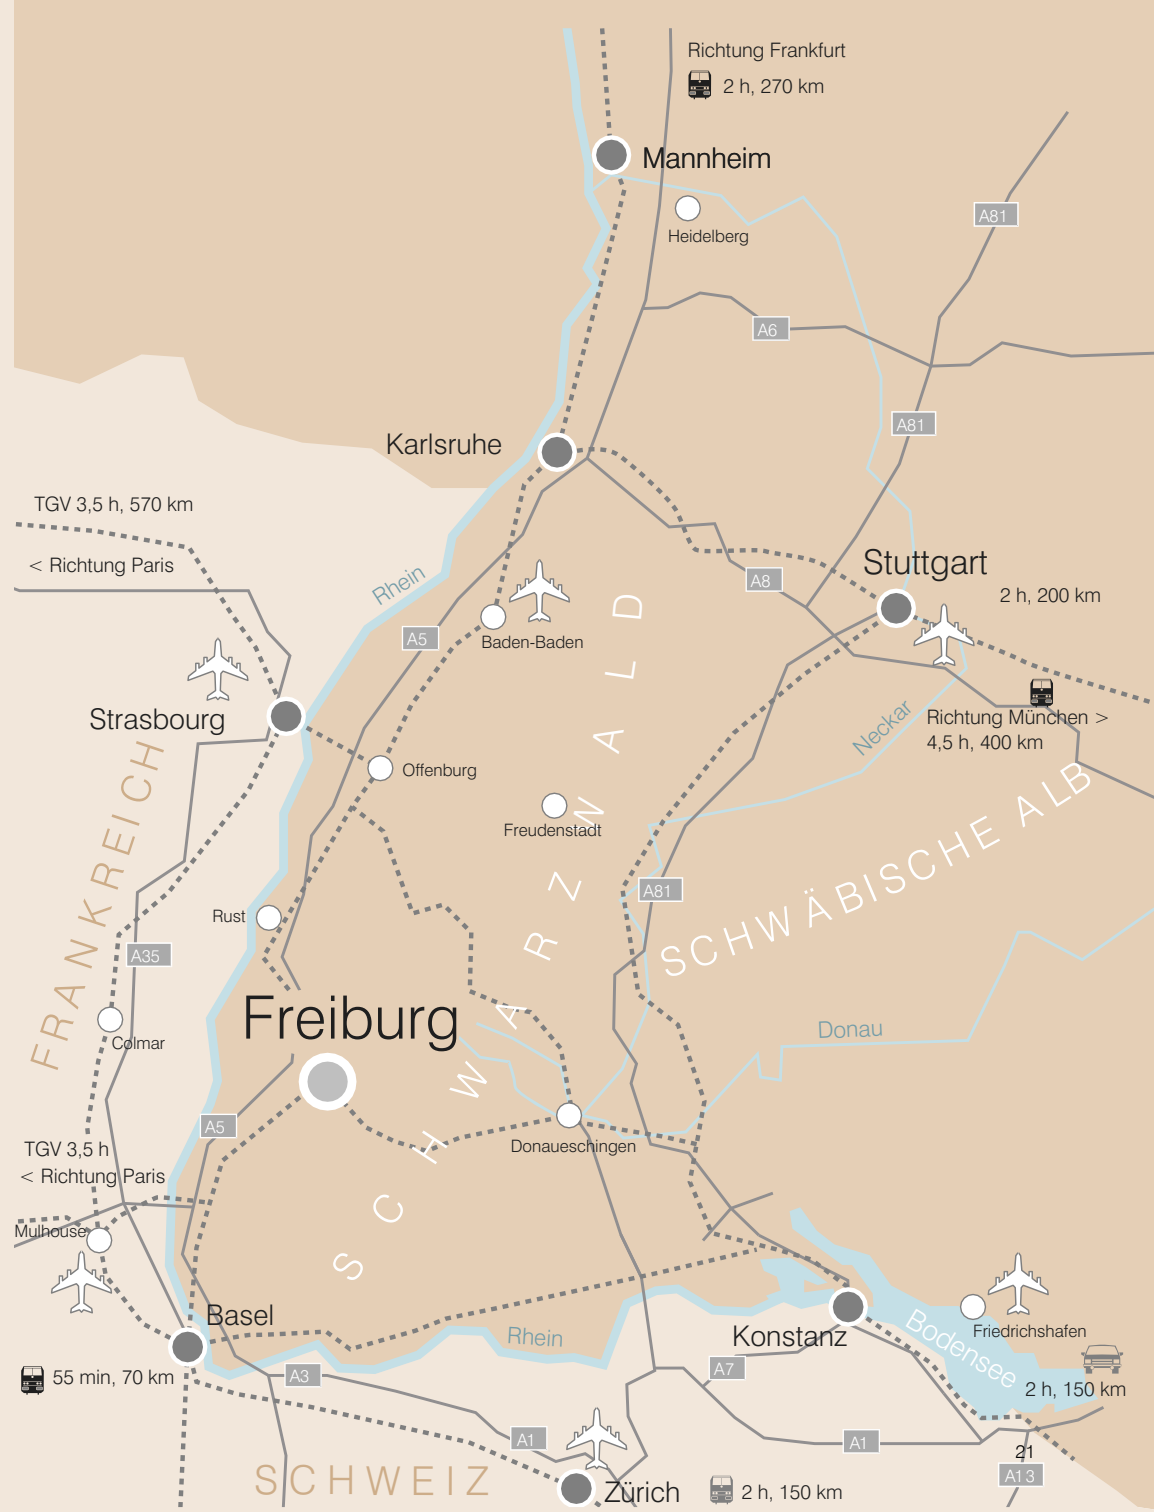 Richtung Frankfurt
2 h, 270 km
Mannheim
Heidelberg
A81
A6
A81
Karlsruhe
TGV 3,5 h, 570 km
< Richtung Paris
Rhein
Stuttgart
A8
2 h, 200 km
A5
Baden-Baden
Strasbourg
Neckar
Richtung München >
4,5 h, 400 km
Offenburg
Freudenstadt
SCHWARZWALD
SCHWÄBISCHE ALB
FRANKREICH
A81
Rust
A35
Freiburg
Colmar
Donau
A5
Donaueschingen
TGV 3,5 h
< Richtung Paris
Mulhouse
Basel
Rhein
Konstanz
Bodensee
Friedrichshafen
55 min, 70 km
A3
A7
2 h, 150 km
A1
A1
21
A13
SCHWEIZ
Zürich
2 h, 150 km